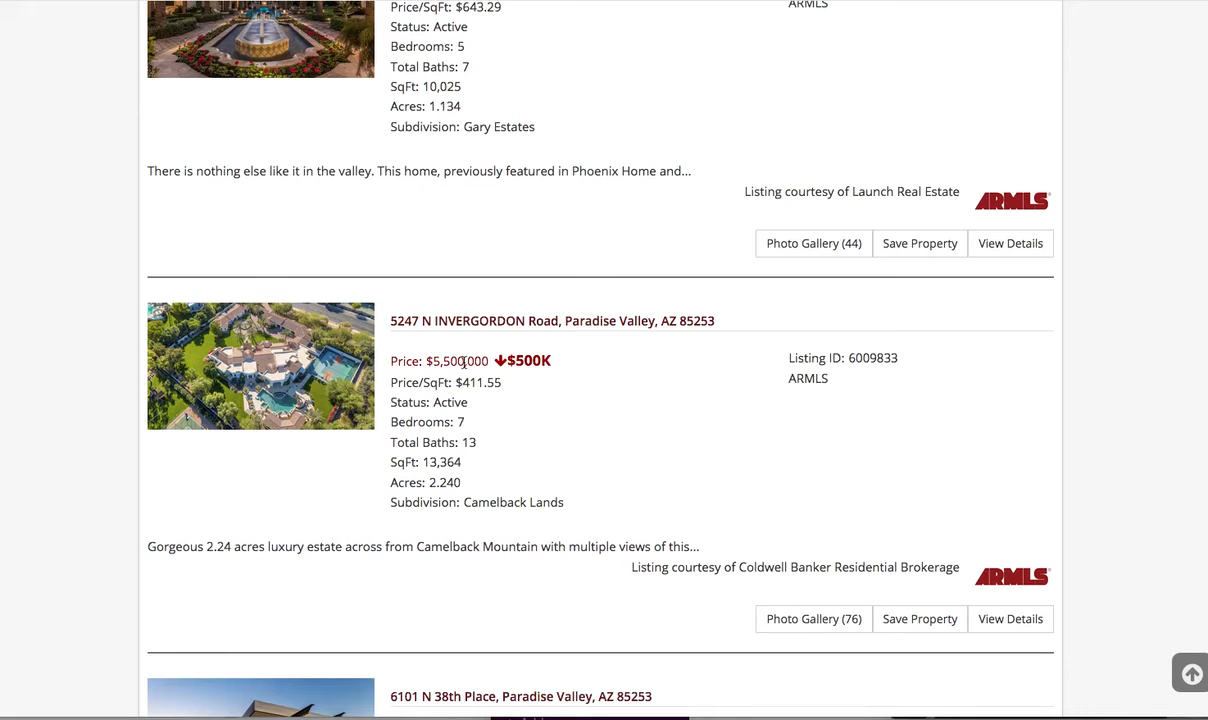 Price/SqFt: $643.29
ARMLS
Status: Active
Bedrooms: 5
Total Baths: 7
SqFt: 10,025
Acres: 1.134
Subdivision: Gary Estates
There is nothing else like it in the valley. This home, previously featured in Phoenix Home and...
Listing courtesy of Launch Real Estate
ARMLS
Photo Gallery (44) Save Property View Details
5247 N INVERGORDON Road, Paradise Valley, AZ 85253
Price: $5,500,000 $500K
Listing ID: 6009833
Price/SqFt: $411.55
ARMLS
Status: Active
Bedrooms: 7
Total Baths: 13
SqFt: 13,364
Acres: 2.240
Subdivision: Camelback Lands
Gorgeous 2.24 acres luxury estate across from Camelback Mountain with multiple views of this...
Listing courtesy of Coldwell Banker Residential Brokerage
ARMLS
Photo Gallery (76) Save Property View Details
6101 N 38th Place, Paradise Valley, AZ 85253